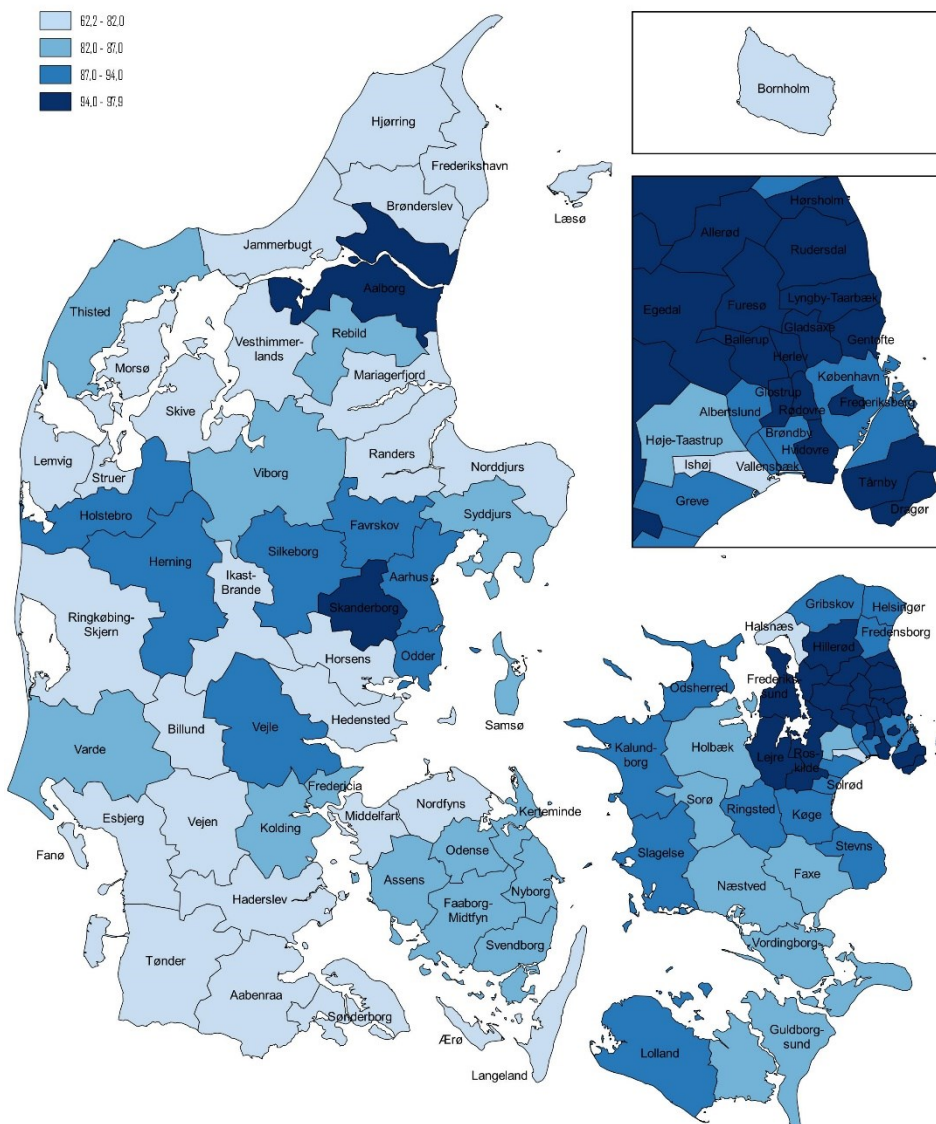 62,2 - 82,0
82,0 - 87,0
87,0 - 94,0
94,0 - 97,9
Hjørring
Frederikshavn
Brønderslev
Læsø
Jammerbugt
Aalborg
Thisted
Rebild
Vesthimmer-
lands
Morsø
Mariagerfjord
Skive
Lemvig
Struer
Viborg
Randers
Norddjurs
Syddjurs
Holstebro
Favrskov
Herning
Silkeborg
Ikast-
Brande
Aarhus
Skanderborg
Ringkøbing-
Skjern
Horsens
Odder
Samsø
Hedensted
Billund
Vejle
Varde
Fredericia
Kolding
Esbjerg
Vejen
Fanø
Middelfart
Nordfyns
Kerteminde
Odense
Assens
Nyborg
Faaborg-
Midtfyn
Svendborg
Haderslev
Tønder
Aabenraa
Sønderborg
Ærø
Langeland
Bornholm
Hørsholm
Allerød
Rudersdal
Egedal
Furesø
Lyngby-Taarbæk
Gladsaxe
Ballerup
Gentofte
Herlev
København
Glostrup
Frederiksberg
Albertslund
Rødovre
Brøndby
Høje-Taastrup
Hvidovre
Ishøj
Vallensbæk
Tårnby
Greve
Dragør
Gribskov
Helsingør
Halsnæs
Fredensborg
Hillerød
Frederiks-
sund
Odsherred
Kalund-
borg
Holbæk
Lejre
Ros-
kilde
Solrød
Sorø
Ringsted
Køge
Stevns
Slagelse
Næstved
Faxe
Vordingborg
Lolland
Guldborg-
sund